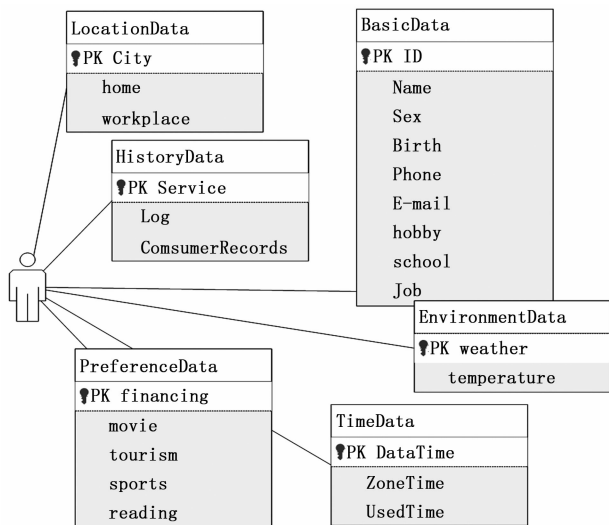 LocationData
PK City
home
workplace
HistoryData
PK Service
Log
ComsumerRecords
BasicData
PK ID
Name
Sex
Birth
Phone
E-mail
hobby
school
Job
EnvironmentData
PK weather
temperature
PreferenceData
PK financing
movie
tourism
sports
reading
TimeData
PK DataTime
ZoneTime
UsedTime